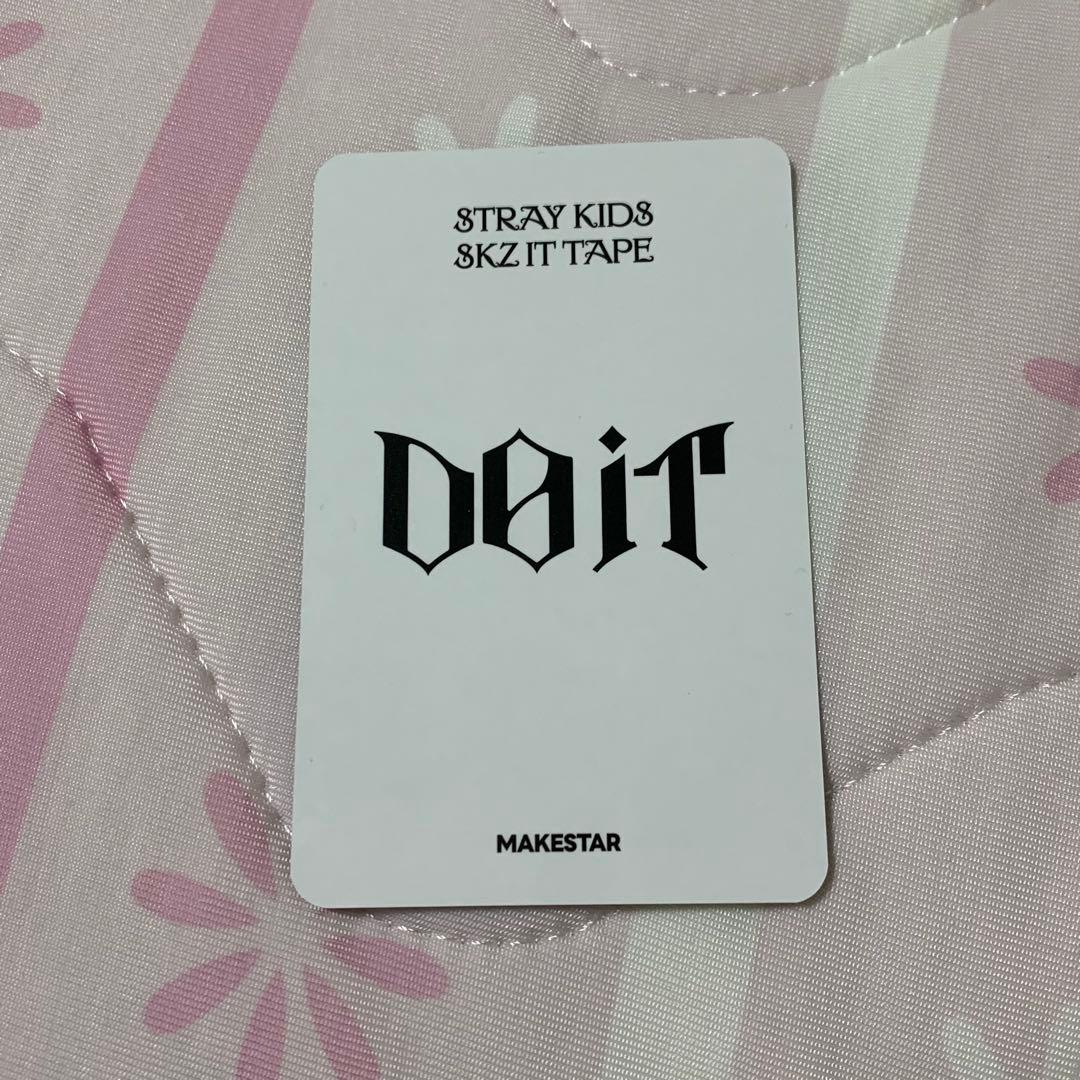 STRAY KIDS
SKZ IT TAPE
DO iT
MAKESTAR